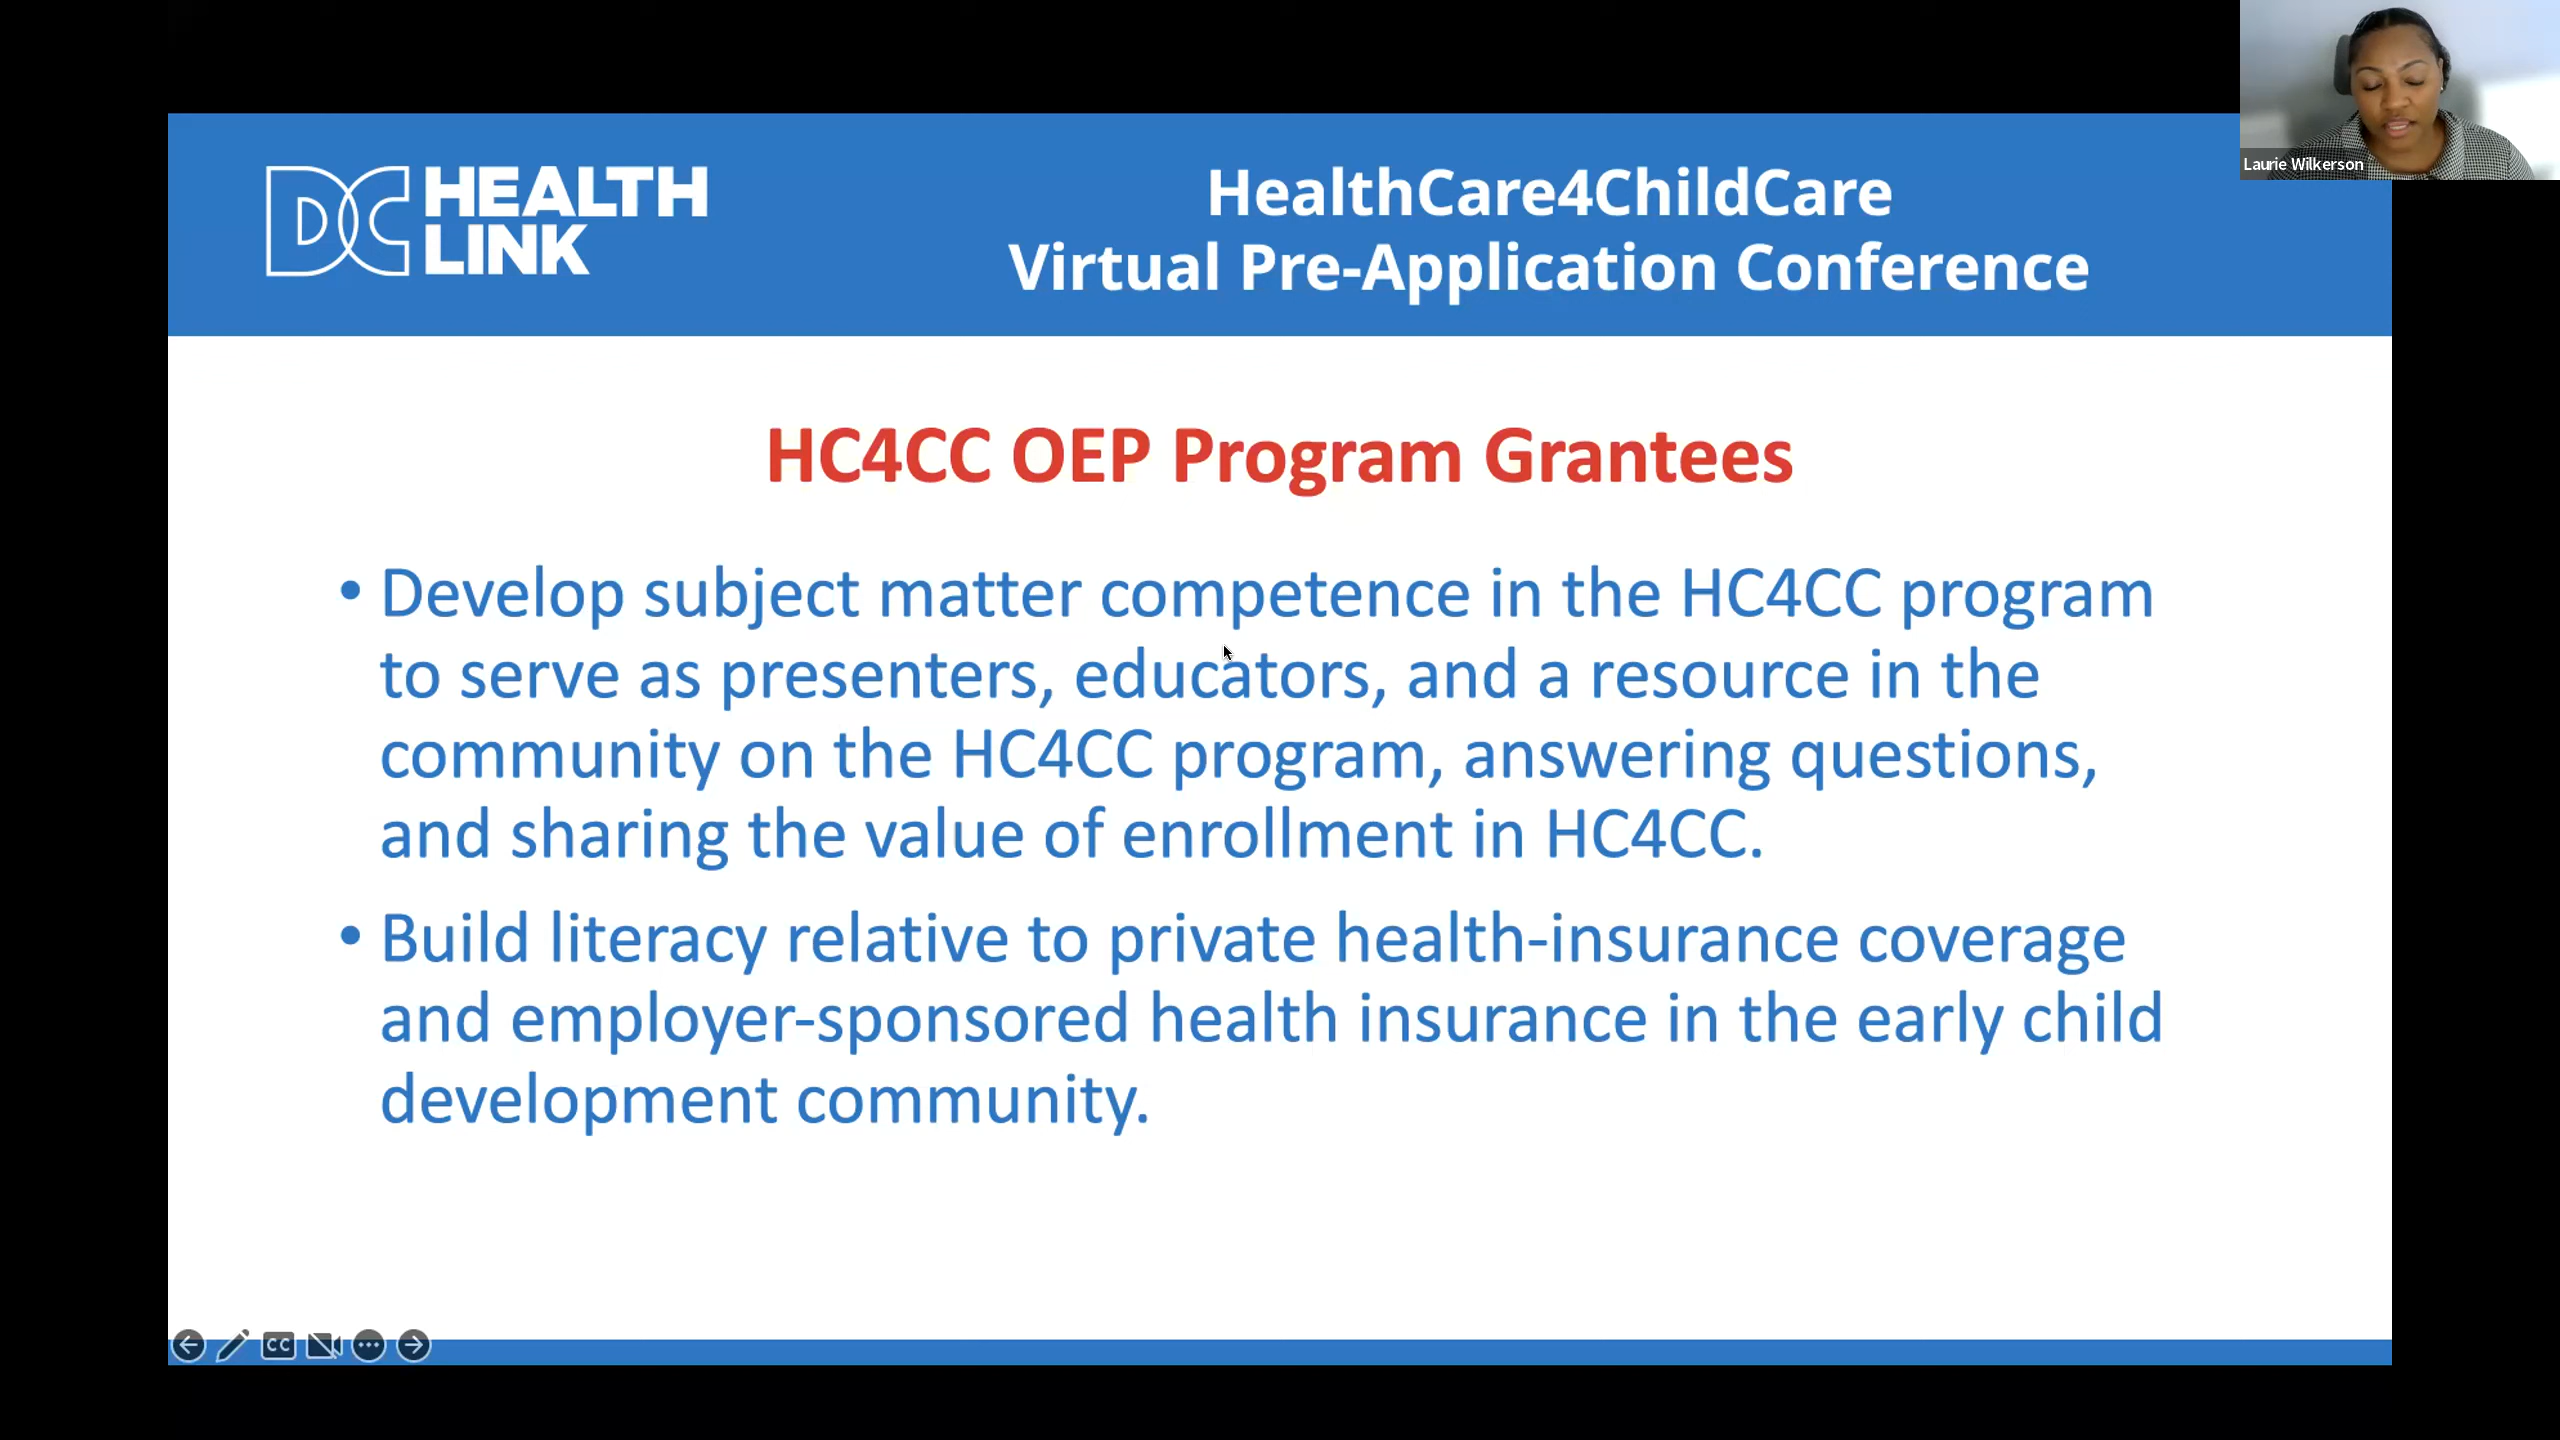 DC HEALTH
LINK
HealthCare4ChildCare
Virtual Pre-Application Conference
Laurie Wilkerson
HC4CC OEP Program Grantees
• Develop subject matter competence in the HC4CC program
to serve as presenters, educators, and a resource in the
community on the HC4CC program, answering questions,
and sharing the value of enrollment in HC4CC.
• Build literacy relative to private health-insurance coverage
and employer-sponsored health insurance in the early child
development community.
CC